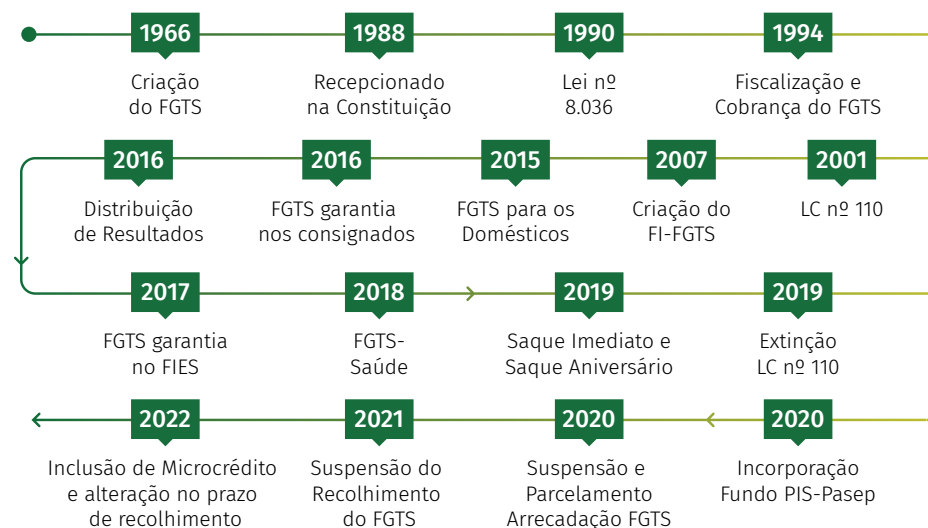 1966
Criação
do FGTS
1988
Recepcionado
na Constituição
1990
Lei nº
8.036
1994
Fiscalização e
Cobrança do FGTS
2001
LC nº 110
2007
Criação do
FI-FGTS
2015
FGTS para os
Domésticos
2016
FGTS garantia
nos consignados
2016
Distribuição
de Resultados
2017
FGTS garantia
no FIES
2018
FGTS-
Saúde
2019
Saque Imediato e
Saque Aniversário
2019
Extinção
LC nº 110
2020
Incorporação
Fundo PIS-Pasep
2020
Suspensão e
Parcelamento
Arrecadação FGTS
2021
Suspensão do
Recolhimento
do FGTS
2022
Inclusão de Microcrédito
e alteração no prazo
de recolhimento